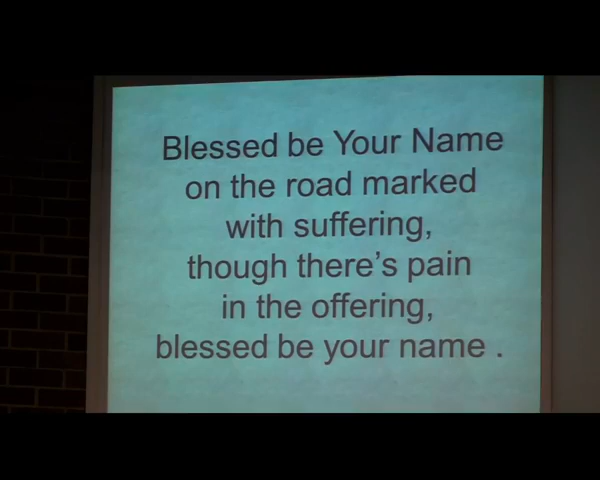 Blessed be Your Name
on the road marked
with suffering,
though there's pain
in the offering,
blessed be your name .